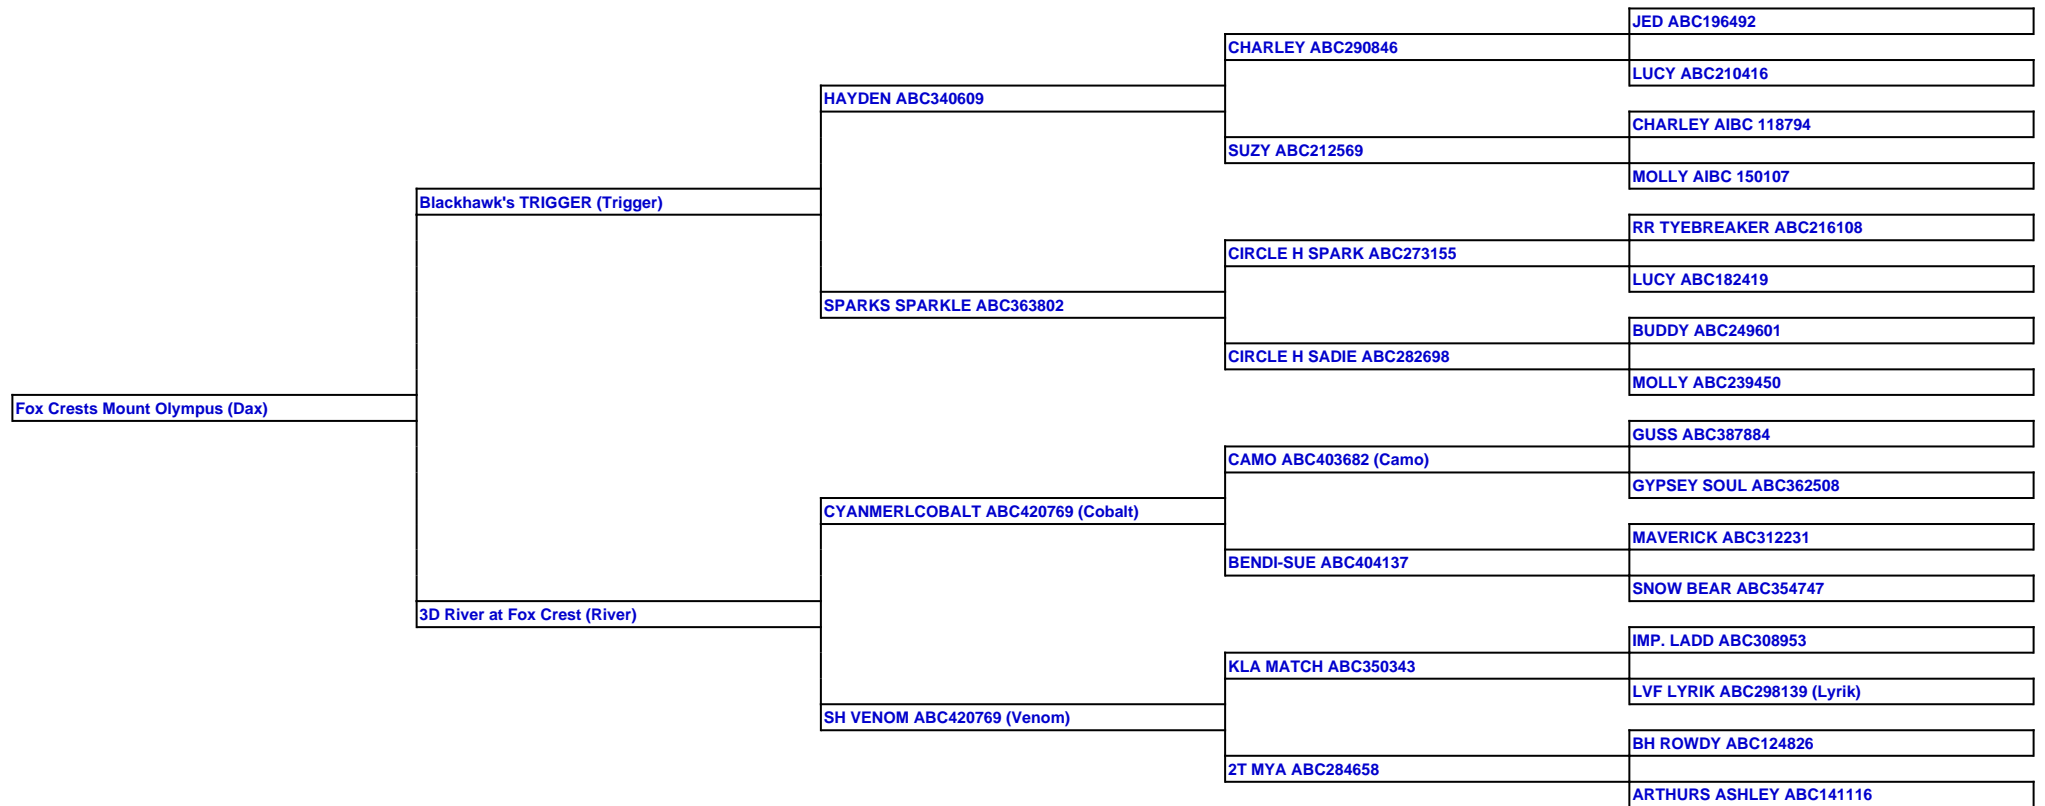 JED ABC196492
CHARLEY ABC290846
LUCY ABC210416
HAYDEN ABC340609
CHARLEY AIBC 118794
SUZY ABC212569
MOLLY AIBC 150107
Blackhawk's TRIGGER (Trigger)
RR TYEBREAKER ABC216108
CIRCLE H SPARK ABC273155
LUCY ABC182419
SPARKS SPARKLE ABC363802
BUDDY ABC249601
CIRCLE H SADIE ABC282698
MOLLY ABC239450
Fox Crests Mount Olympus (Dax)
GUSS ABC387884
CAMO ABC403682 (Camo)
GYPSEY SOUL ABC362508
CYANMERLCOBALT ABC420769 (Cobalt)
MAVERICK ABC312231
BENDI-SUE ABC404137
SNOW BEAR ABC354747
3D River at Fox Crest (River)
IMP. LADD ABC308953
KLA MATCH ABC350343
LVF LYRIK ABC298139 (Lyrik)
SH VENOM ABC420769 (Venom)
BH ROWDY ABC124826
2T MYA ABC284658
ARTHURS ASHLEY ABC141116